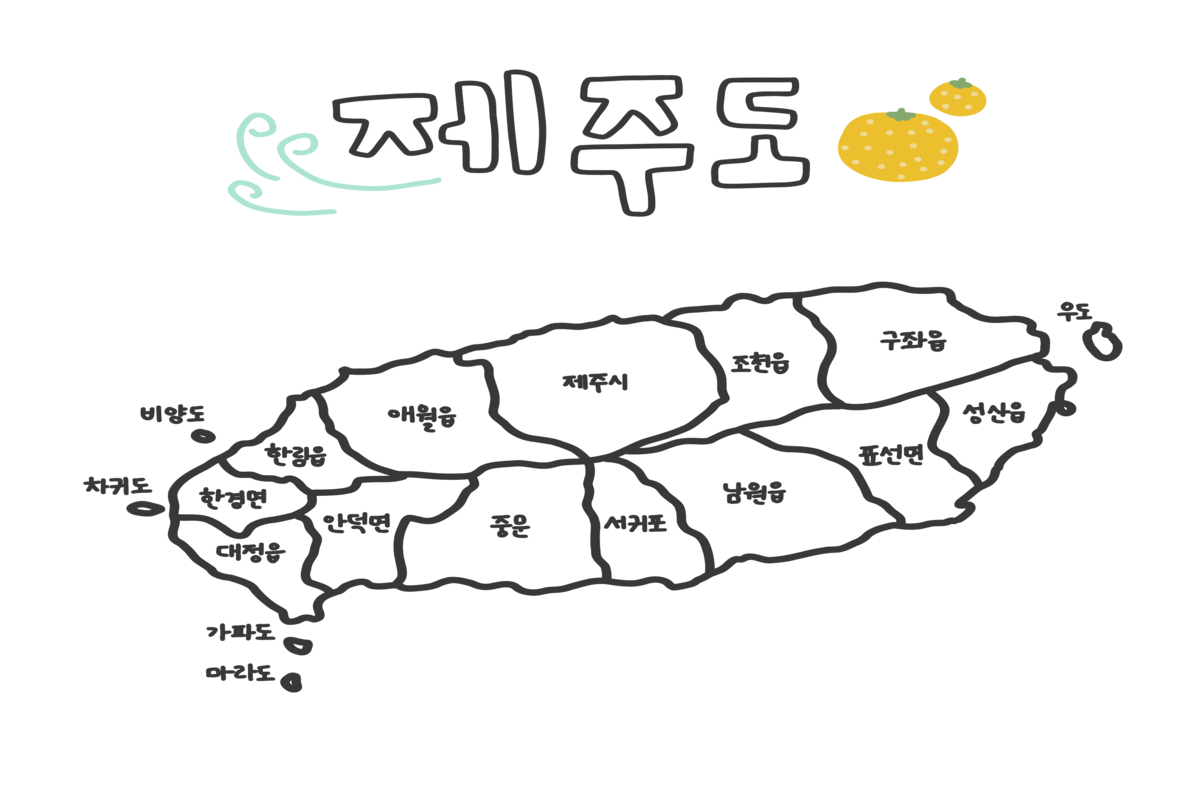 제주도
우도
구좌읍
조천읍
제주시
성산읍
비양도
애월읍
한림읍
표선면
차귀도
한경면
남원읍
안덕면
중문
서귀포
대정읍
가파도
마라도